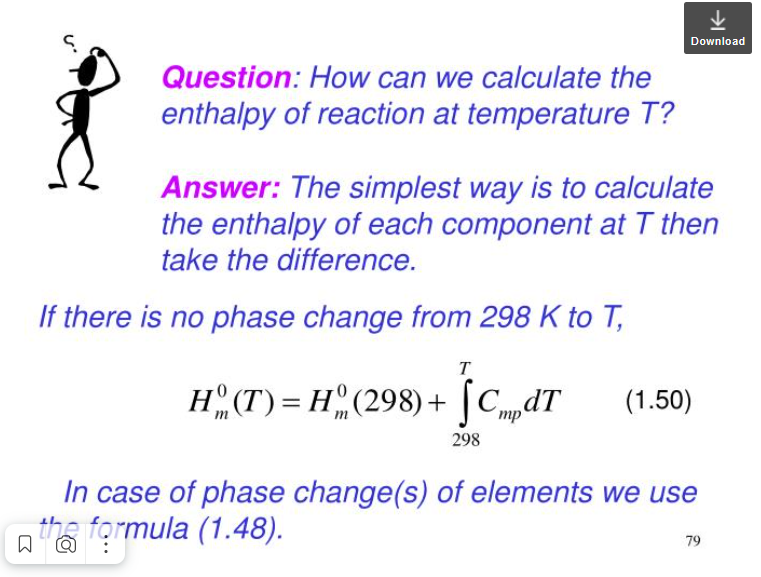 Download
Question: How can we calculate the
enthalpy of reaction at temperature T?
Answer: The simplest way is to calculate
the enthalpy of each component at T then
take the difference.
If there is no phase change from 298 K to T,
H⁰ₘ(T) = H⁰ₘ(298) + ∫₂₉₈ᵀ CₘₚdT (1.50)
In case of phase change(s) of elements we use
the formula (1.48).
79